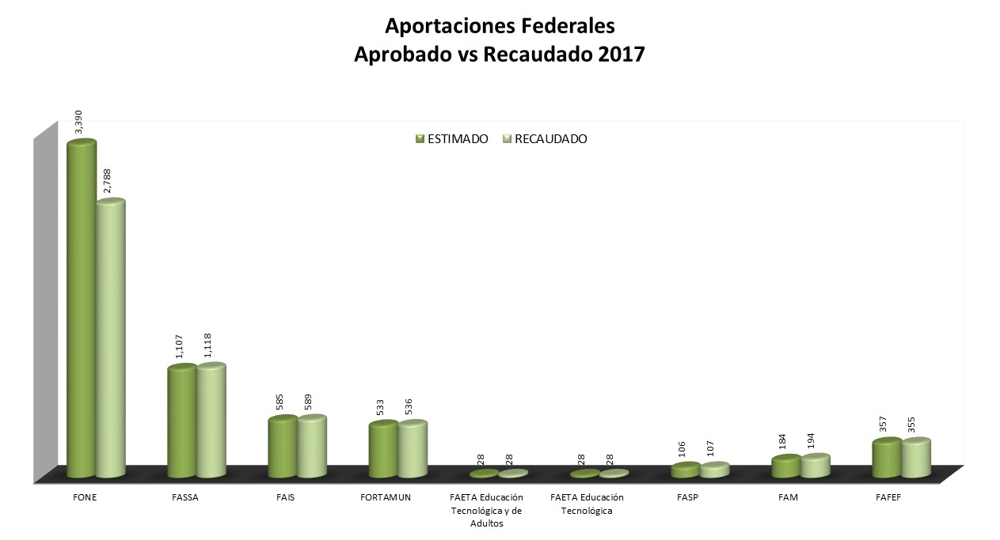 Aportaciones Federales
Aprobado vs Recaudado 2017
ESTIMADO RECAUDADO
3,390
2,788
1,107
1,118
585
589
533
536
28
28
28
28
106
107
184
194
357
355
FONE
FASSA
FAIS
FORTAMUN
FAETA Educación
Tecnológica y de
Adultos
FAETA Educación
Tecnológica
FASP
FAM
FAFEF